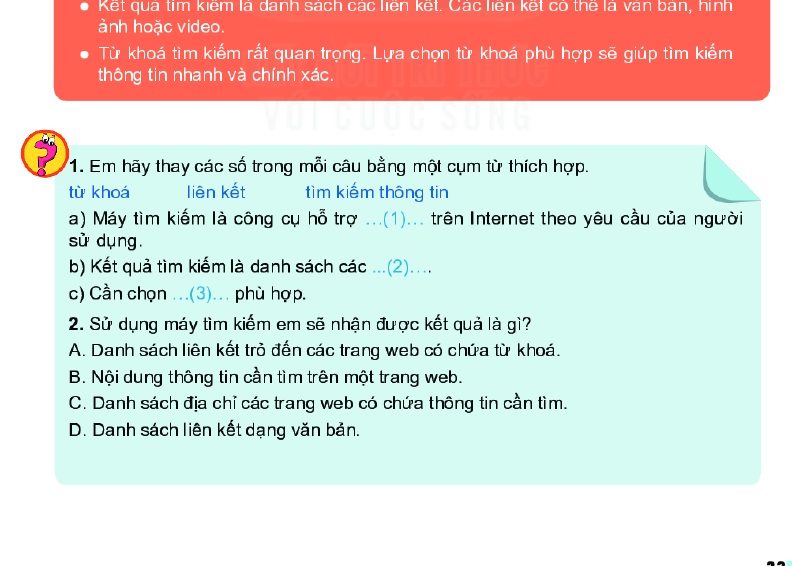 • Kết quả tìm kiếm là danh sách các liên kết. Các liên kết có thể là văn bản, hình
ảnh hoặc video.
• Từ khoá tìm kiếm rất quan trọng. Lựa chọn từ khoá phù hợp sẽ giúp tìm kiếm
thông tin nhanh và chính xác.
VỚI CUỘC SỐNG
1. Em hãy thay các số trong mỗi câu bằng một cụm từ thích hợp.
từ khoá liên kết tìm kiếm thông tin
a) Máy tìm kiếm là công cụ hỗ trợ …(1)… trên Internet theo yêu cầu của người
sử dụng.
b) Kết quả tìm kiếm là danh sách các ...(2)….
c) Cần chọn …(3)… phù hợp.
2. Sử dụng máy tìm kiếm em sẽ nhận được kết quả là gì?
A. Danh sách liên kết trỏ đến các trang web có chứa từ khoá.
B. Nội dung thông tin cần tìm trên một trang web.
C. Danh sách địa chỉ các trang web có chứa thông tin cần tìm.
D. Danh sách liên kết dạng văn bản.